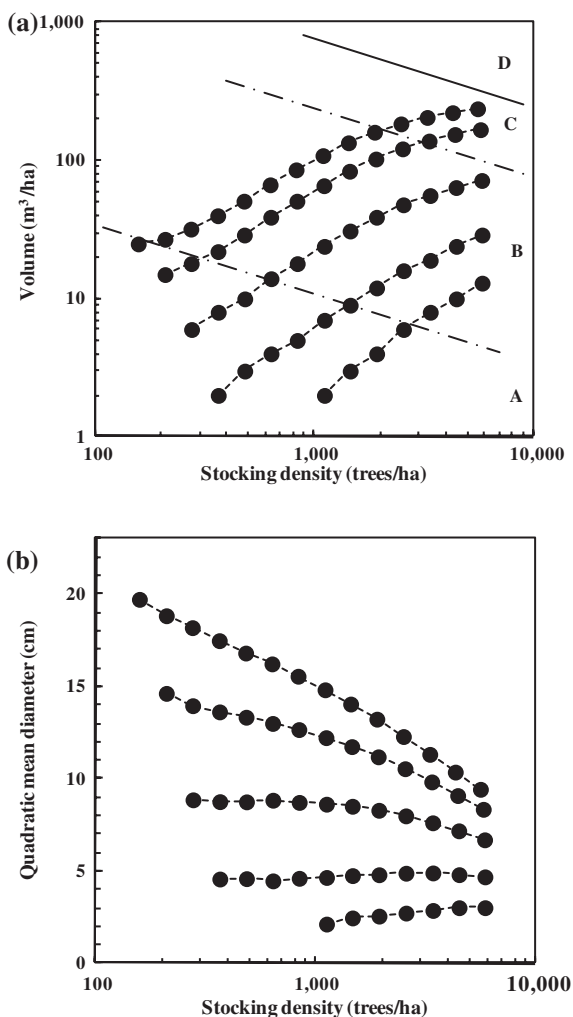 (a)
1,000
100
10
1
Volume (m³/ha)
D
C
B
A
100
1,000
10,000
Stocking density (trees/ha)
(b)
20
15
10
5
0
Quadratic mean diameter (cm)
100
1,000
10,000
Stocking density (trees/ha)